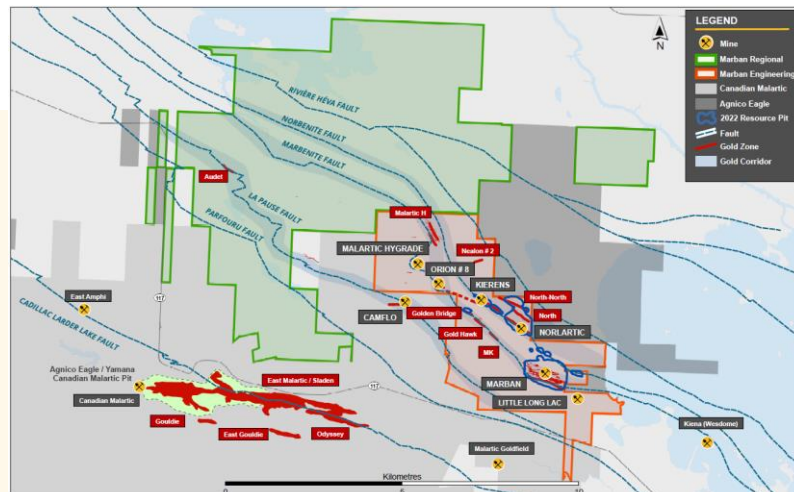 LEGEND
Mine
Marban Regional
Marban Engineering
Canadian Malartic
Agnico Eagle
2022 Resource Pit
Fault
Gold Zone
Gold Corridor
N
RIVIÈRE HÉVA FAULT
NORBENITE FAULT
MARBENITE FAULT
Audet
LA PAUSE FAULT
PARFOURU FAULT
Malartic H
MALARTIC HYGRADE
Nealon # 2
ORION # 8
KIERENS
North-North
North
CADILLAC LARDER LAKE FAULT
117
East Amphi
CAMFLO
Golden Bridge
NORLARTIC
Gold Hawk
MK
Agnico Eagle / Yamana
Canadian Malartic Pit
East Malartic / Sladen
117
MARBAN
Canadian Malartic
LITTLE LONG LAC
Gouldie
East Gouldie
Odyssey
Kiena (Wesdome)
Malartic Goldfield
Kilometres
0
5
10